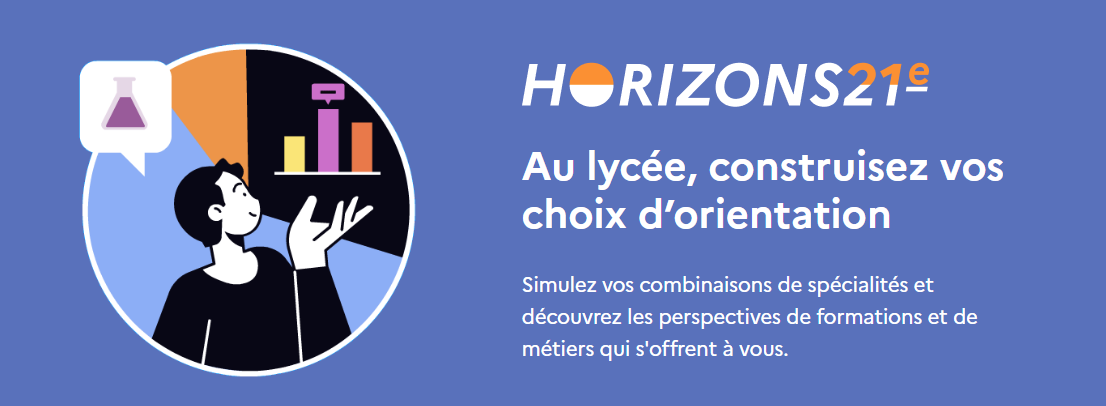 HORIZONS21e
Au lycée, construisez vos
choix d’orientation
Simulez vos combinaisons de spécialités et
découvrez les perspectives de formations et de
métiers qui s'offrent à vous.